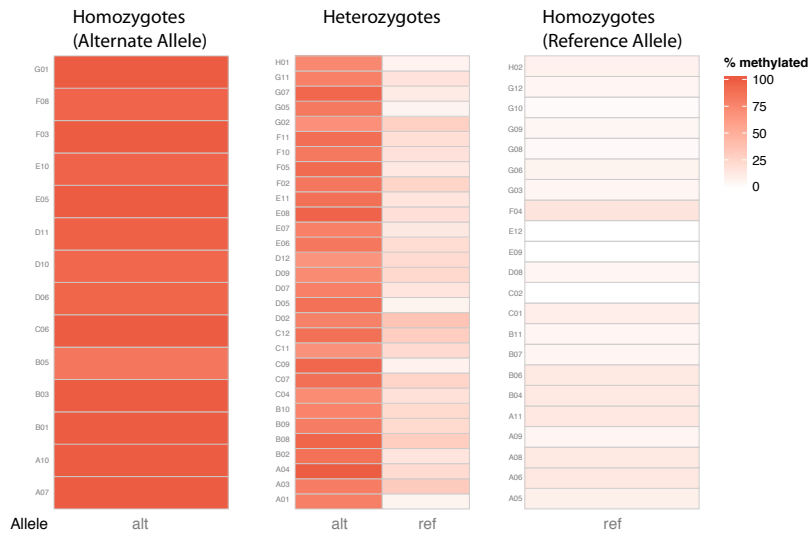 Homozygotes
(Alternate Allele)
Heterozygotes
Homozygotes
(Reference Allele)
G01
F08
F03
E10
E05
D11
D10
D06
C06
B05
B03
B01
A10
A07
H01
G11
G07
G05
G02
F11
F10
F05
F02
E11
E08
E07
E06
D12
D09
D07
D05
D02
C12
C11
C09
C07
C04
B10
B09
B08
B02
A04
A03
A01
H02
G12
G10
G09
G08
G06
G03
F04
E12
E09
D08
C02
C01
B11
B07
B06
B04
A11
A09
A08
A06
A05
% methylated
100
75
50
25
0
Allele alt alt ref ref